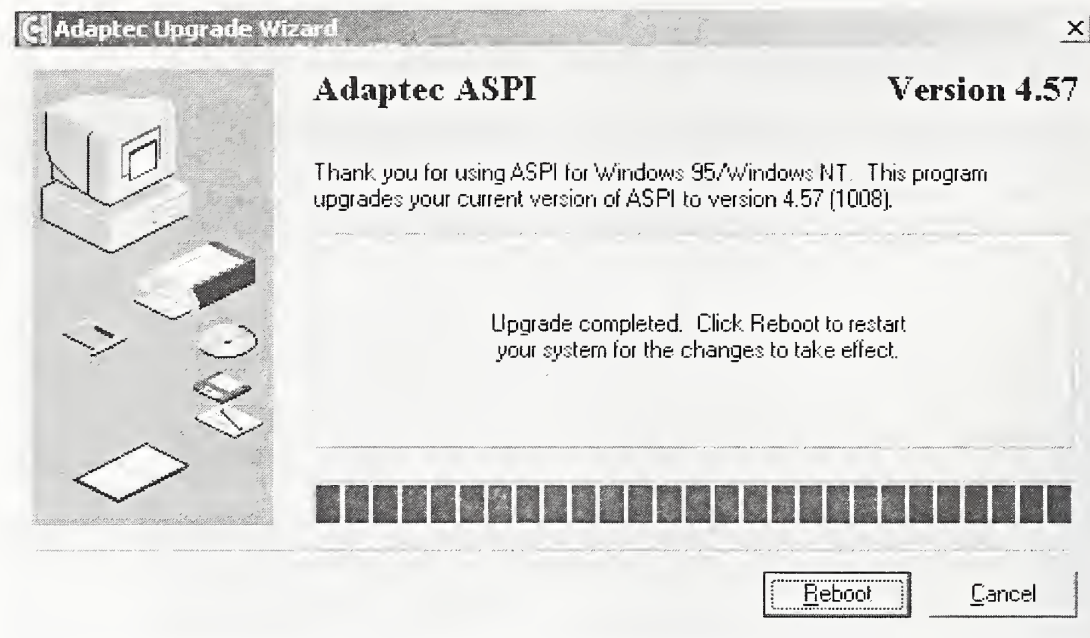 Adaptec Upgrade Wizard
Adaptec ASPI Version 4.57
Thank you for using ASPI for Windows 95/Windows NT. This program
upgrades your current version of ASPI to version 4.57 (1008).
Upgrade completed. Click Reboot to restart
your system for the changes to take effect.
Reboot Cancel